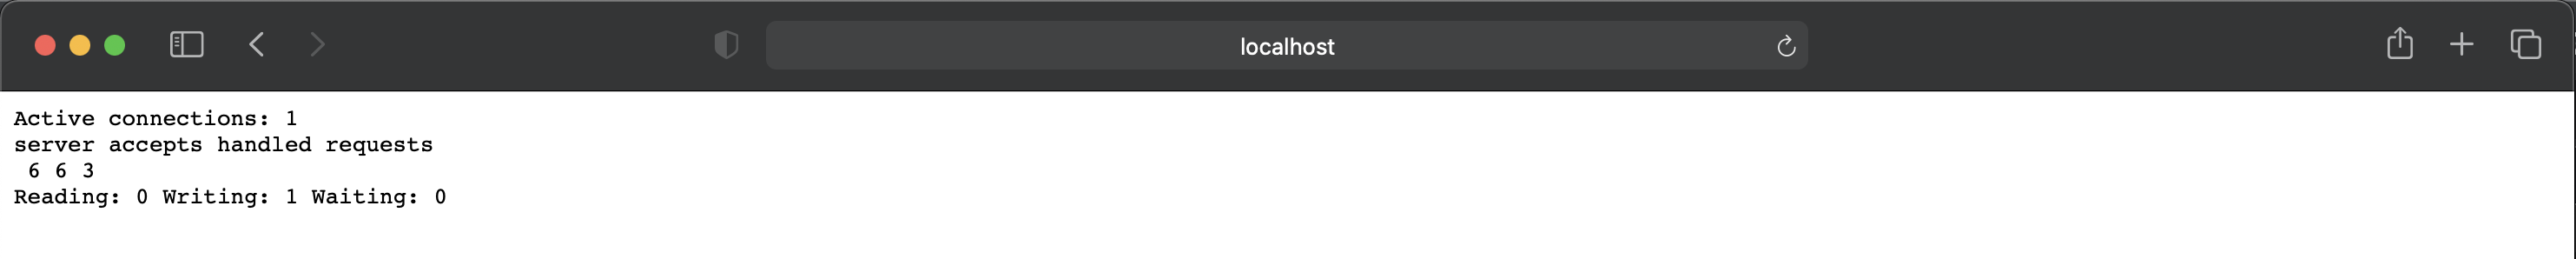 localhost
Active connections: 1
server accepts handled requests
6 6 3
Reading: 0 Writing: 1 Waiting: 0